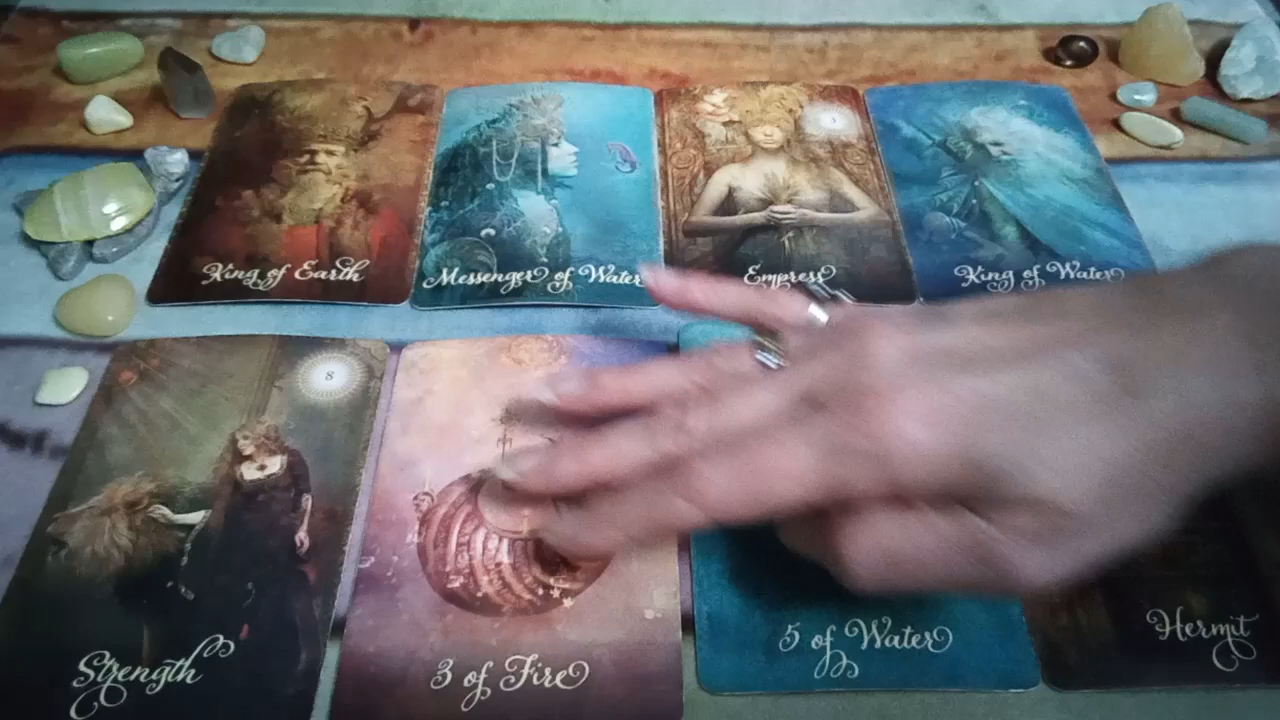 King of Earth
Messenger of Water
3
Empress
King of Water
8
Strength
3 of Fire
5 of Water
Hermit